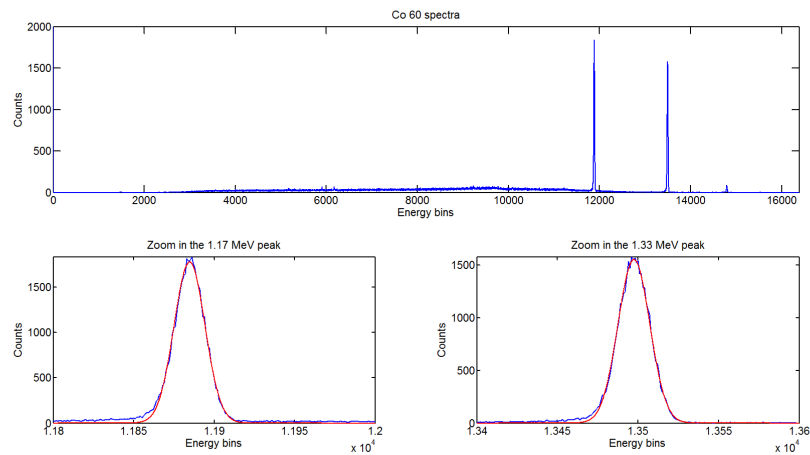 Co 60 spectra
2000
1500
1000
500
0
Counts
0 2000 4000 6000 8000 10000 12000 14000 16000
Energy bins
Zoom in the 1.17 MeV peak
1500
1000
500
0
Counts
1.18 1.185 1.19 1.195 1.2
Energy bins
x 10^4
Zoom in the 1.33 MeV peak
1500
1000
500
0
Counts
1.34 1.345 1.35 1.355 1.36
Energy bins
x 10^4